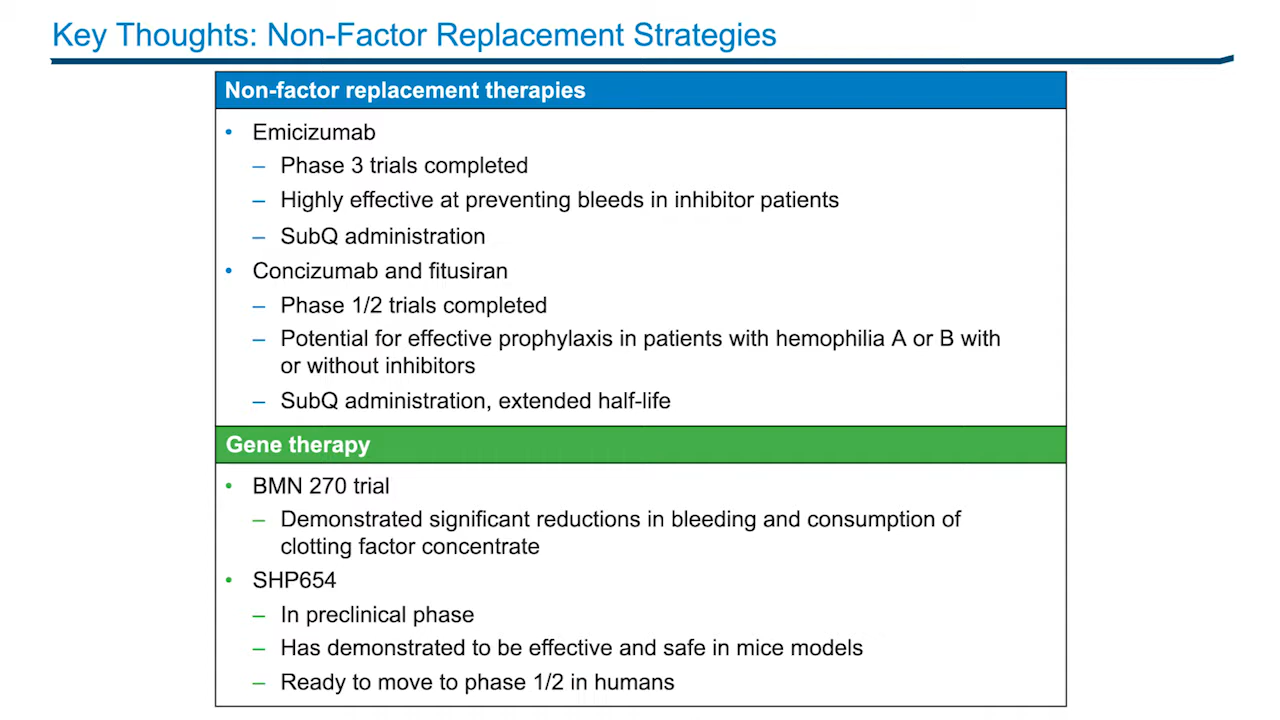 Key Thoughts: Non-Factor Replacement Strategies
Non-factor replacement therapies
• Emicizumab
– Phase 3 trials completed
– Highly effective at preventing bleeds in inhibitor patients
– SubQ administration
• Concizumab and fitusiran
– Phase 1/2 trials completed
– Potential for effective prophylaxis in patients with hemophilia A or B with
or without inhibitors
– SubQ administration, extended half-life
Gene therapy
• BMN 270 trial
– Demonstrated significant reductions in bleeding and consumption of
clotting factor concentrate
• SHP654
– In preclinical phase
– Has demonstrated to be effective and safe in mice models
– Ready to move to phase 1/2 in humans